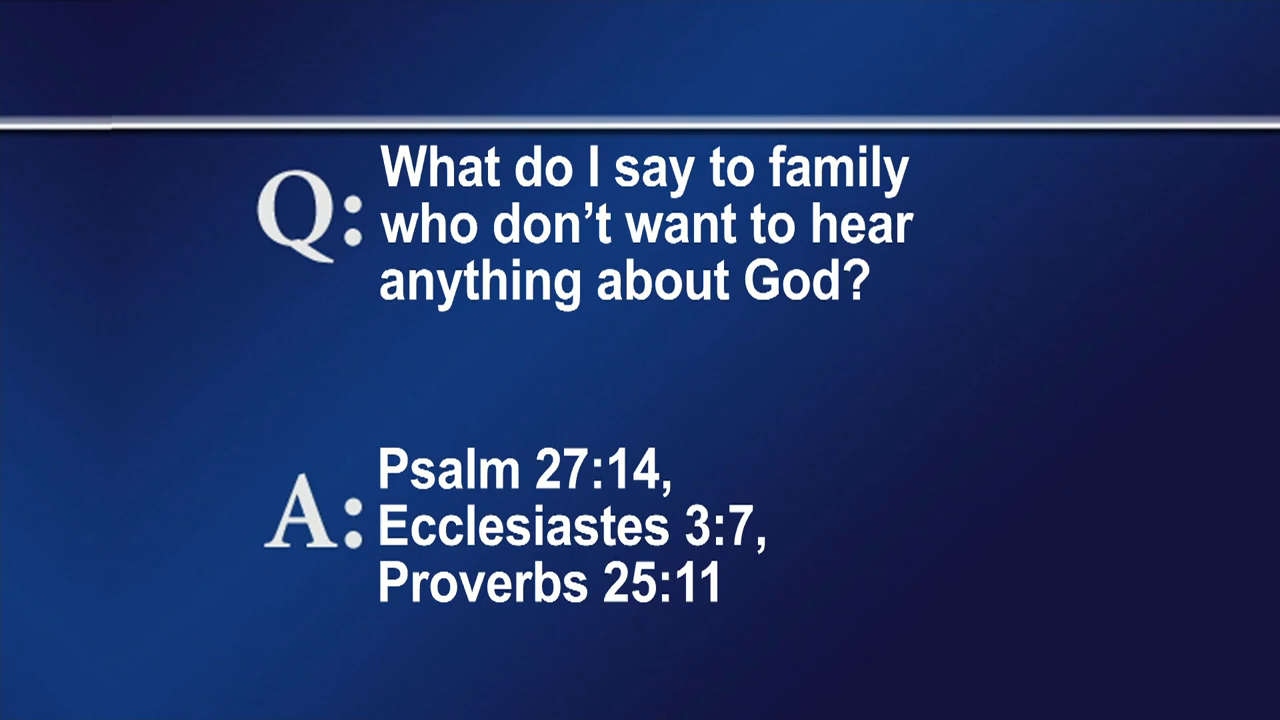 Q: What do I say to family
who don't want to hear
anything about God?
A: Psalm 27:14,
Ecclesiastes 3:7,
Proverbs 25:11